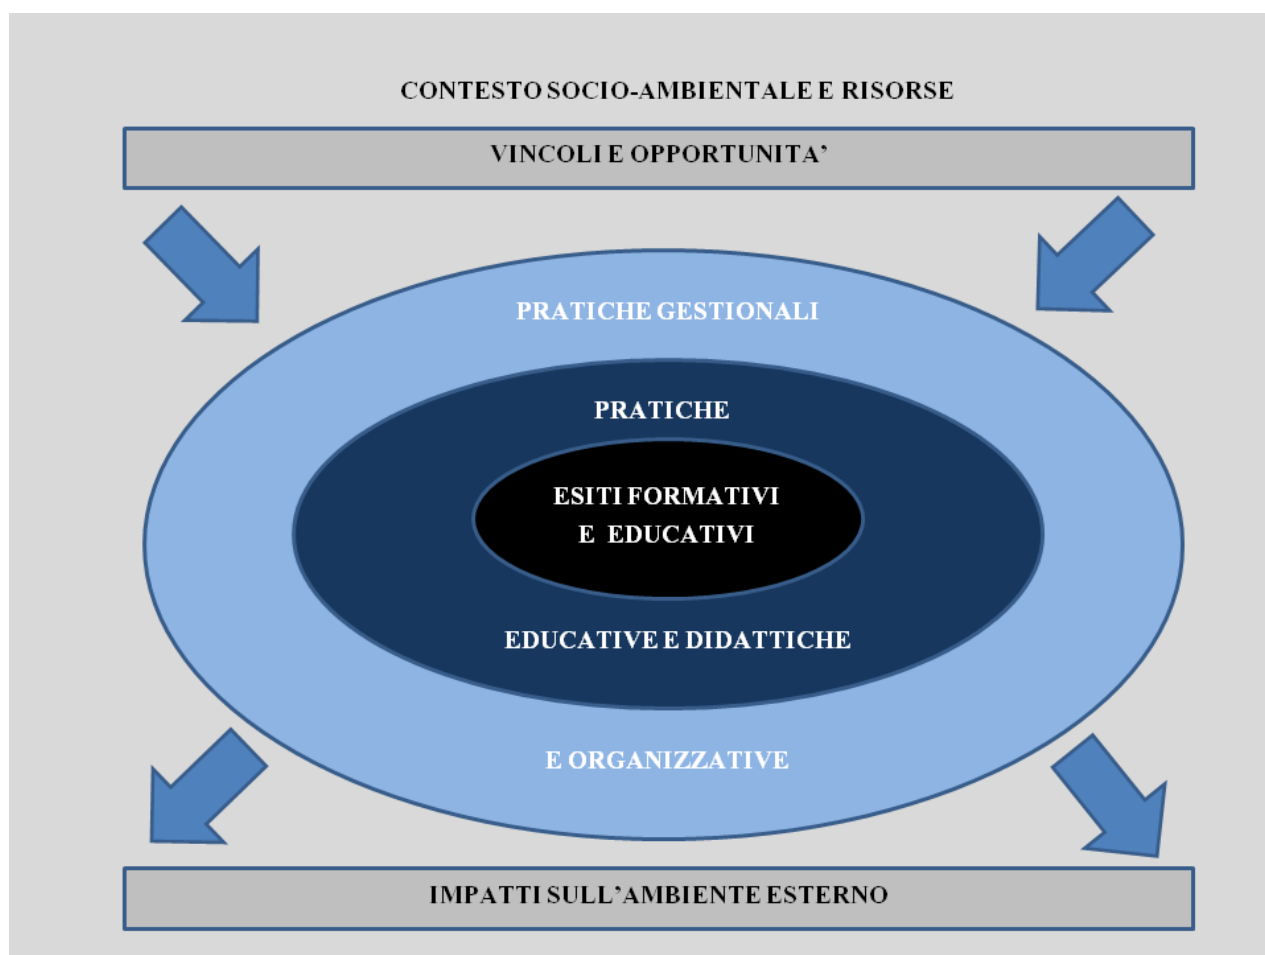 CONTESTO SOCIO-AMBIENTALE E RISORSE
VINCOLI E OPPORTUNITA’
PRATICHE GESTIONALI
PRATICHE
ESITI FORMATIVI
E EDUCATIVI
EDUCATIVE E DIDATTICHE
E ORGANIZZATIVE
IMPATTI SULL’AMBIENTE ESTERNO